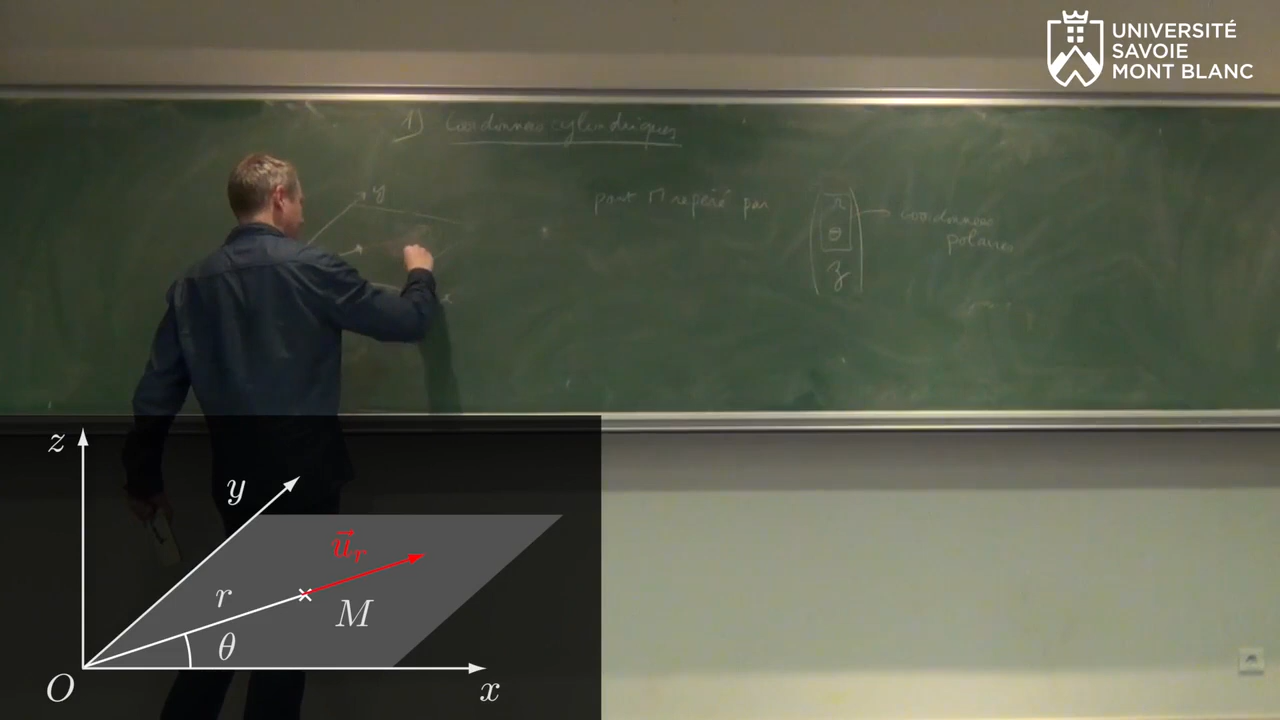 UNIVERSITÉ
SAVOIE
MONT BLANC
1) Coordonnées cylindriques
y
point M repéré par
r
θ
z
coordonnées
polaires
x
z
y
u⃗r
r
M
θ
O
x